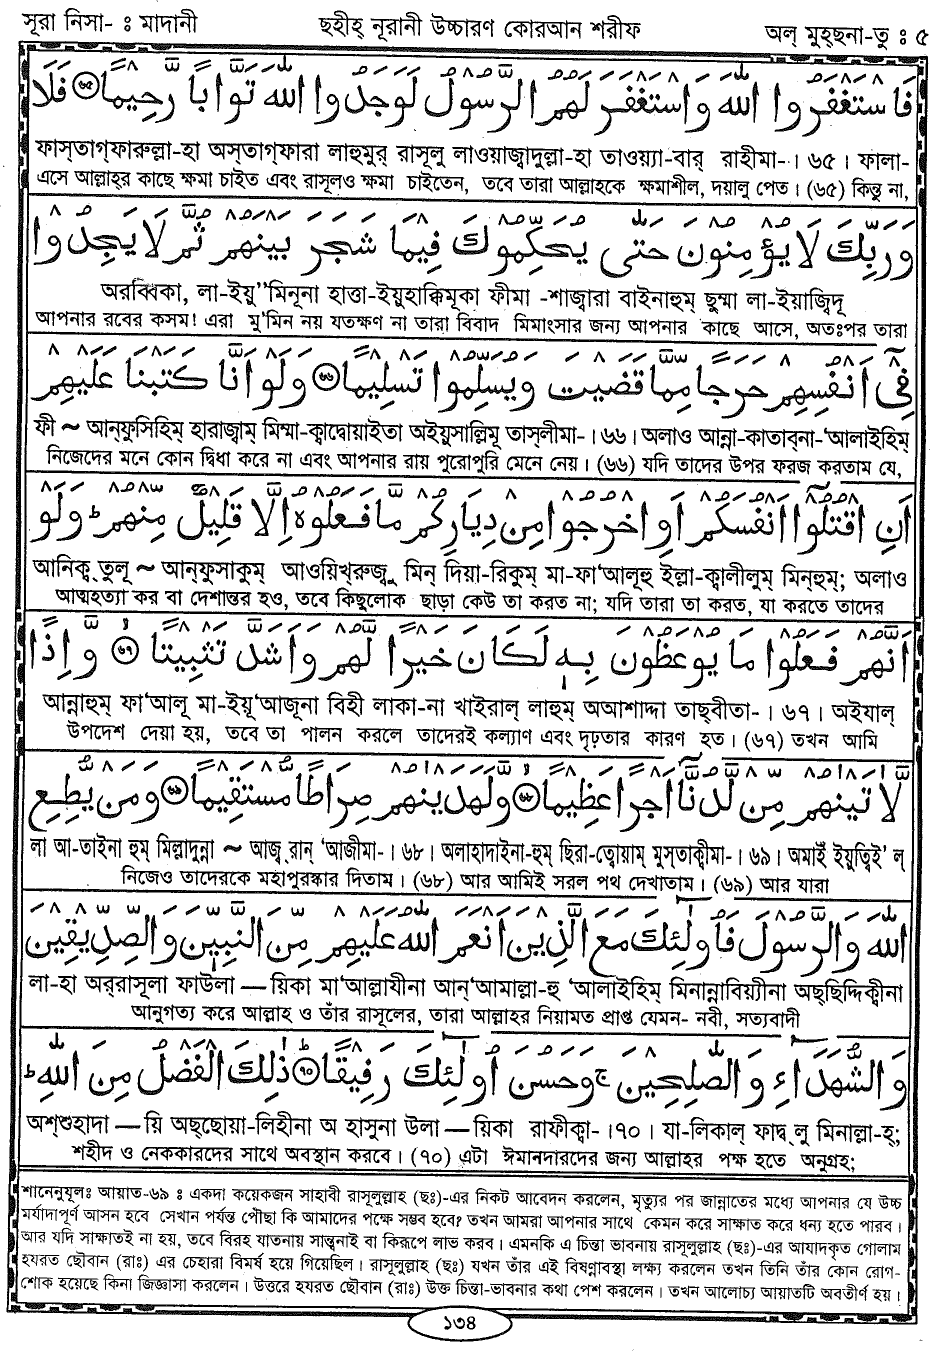 সূরা নিসা- ঃ মাদানী
ছহীহ্ নূরানী উচ্চারণ কোরআন শরীফ
অল্ মুহ্ছনা-তু ঃ ৫
فَاسْتَغْفَرُوا اللّٰهَ وَاسْتَغْفَرَ لَهُمُ الرَّسُوْلُ لَوَجَدُوا اللّٰهَ تَوَّابًا رَّحِيْمًا ۝۶۵ فَلَا
ফাস্তাগ্ফারুল্লা-হা অস্তাগ্ফারা লাহুমুর্ রাসূলু লাওয়াজ্বাদুল্লা-হা তাওয়্যা-বার্ রাহীমা-। ৬৫। ফালা-
এসে আল্লাহ্র কাছে ক্ষমা চাইত এবং রাসূলও ক্ষমা চাইতেন, তবে তারা আল্লাহকে ক্ষমাশীল, দয়ালু পেত। (৬৫) কিন্তু না,
وَرَبِّكَ لَا يُؤْمِنُوْنَ حَتّٰى يُحَكِّمُوْكَ فِيْمَا شَجَرَ بَيْنَهُمْ ثُمَّ لَا يَجِدُوْا
অরব্বিকা, লা-ইয়ু"মিনূনা হাত্তা-ইয়ুহাক্কিমূকা ফীমা -শাজ্বারা বাইনাহুম্ ছুম্মা লা-ইয়াজ্বিদূ
আপনার রবের কসম! এরা মু'মিন নয় যতক্ষণ না তারা বিবাদ মিমাংসার জন্য আপনার কাছে আসে, অতঃপর তারা
فِيْٓ اَنْفُسِهِمْ حَرَجًا مِّمَّا قَضَيْتَ وَيُسَلِّمُوْا تَسْلِيْمًا ۝۶۶ وَلَوْ اَنَّا كَتَبْنَا عَلَيْهِمْ
ফী ~ আন্ফুসিহিম্ হারাজ্বাম্ মিম্মা-ক্বাদ্বোয়াইতা অইয়ুসাল্লিমূ তাস্লীমা-। ৬৬। অলাও আন্না-কাতাব্না-'আলাইহিম্
নিজেদের মনে কোন দ্বিধা করে না এবং আপনার রায় পুরোপুরি মেনে নেয়। (৬৬) যদি তাদের উপর ফরজ করতাম যে,
اَنِ اقْتُلُوْٓا اَنْفُسَكُمْ اَوِ اخْرُجُوْا مِنْ دِيَارِكُمْ مَّا فَعَلُوْهُ اِلَّا قَلِيْلٌ مِّنْهُمْ ؕ وَلَوْ
আনিক্ব্তুলূ ~ আন্ফুসাকুম্ আওয়িখ্রুজ্বূ মিন্ দিয়া-রিকুম্ মা-ফা'আলূহু ইল্লা-ক্বালীলুম্ মিন্হুম্; অলাও
আত্মহত্যা কর বা দেশান্তর হও, তবে কিছুলোক ছাড়া কেউ তা করত না; যদি তারা তা করত, যা করতে তাদের
اَنَّهُمْ فَعَلُوْا مَا يُوْعَظُوْنَ بِهٖ لَكَانَ خَيْرًا لَّهُمْ وَاَشَدَّ تَثْبِيْتًا ۝۶۷ وَّاِذًا
আন্নাহুম্ ফা'আলূ মা-ইয়ূ'আজূনা বিহী লাকা-না খাইরাল্ লাহুম্ অআশাদ্দা তাছ্বীতা-। ৬৭। অইযাল্
উপদেশ দেয়া হয়, তবে তা পালন করলে তাদেরই কল্যাণ এবং দৃঢ়তার কারণ হত। (৬৭) তখন আমি
لَّاٰتَيْنٰهُمْ مِّنْ لَّدُنَّآ اَجْرًا عَظِيْمًا ۝۶۸ وَّلَهَدَيْنٰهُمْ صِرَاطًا مُّسْتَقِيْمًا ۝۶۹ وَمَنْ يُّطِعِ
লা আ-তাইনা হুম্ মিল্লাদুন্না ~ আজ্ব্রান্ 'আজীমা-। ৬৮। অলাহাদাইনা-হুম্ ছিরা-ত্বোয়াম্ মুস্তাক্বীমা-। ৬৯। অমাইঁ ইয়ুত্বি'ই' ল্
নিজেও তাদেরকে মহাপুরস্কার দিতাম। (৬৮) আর আমিই সরল পথ দেখাতাম। (৬৯) আর যারা
اللّٰهَ وَالرَّسُوْلَ فَاُولٰٓئِكَ مَعَ الَّذِيْنَ اَنْعَمَ اللّٰهُ عَلَيْهِمْ مِّنَ النَّبِيّٖنَ وَالصِّدِّيْقِيْنَ
লা-হা অর্রাসূলা ফাউলা — য়িকা মা'আল্লাযীনা আন্'আমাল্লা-হু 'আলাইহিম্ মিনান্নাবিয়্যীনা অছ্ছিদ্দিক্বীনা
আনুগত্য করে আল্লাহ ও তাঁর রাসূলের, তারা আল্লাহর নিয়ামত প্রাপ্ত যেমন- নবী, সত্যবাদী
وَالشُّهَدَآءِ وَالصّٰلِحِيْنَ ۚ وَحَسُنَ اُولٰٓئِكَ رَفِيْقًا ۝۷۰ ذٰلِكَ الْفَضْلُ مِنَ اللّٰهِ ؕ
অশ্শুহাদা — য়ি অছ্ছোয়া-লিহীনা অ হাসুনা উলা — য়িকা রাফীক্বা-। ৭০। যা-লিকাল্ ফাদ্ব্লু মিনাল্লা-হ্;
শহীদ ও নেককারদের সাথে অবস্থান করবে। (৭০) এটা ঈমানদারদের জন্য আল্লাহর পক্ষ হতে অনুগ্রহ;
শানেনুযূলঃ আয়াত-৬৯ ঃ একদা কয়েকজন সাহাবী রাসূলুল্লাহ (ছঃ)-এর নিকট আবেদন করলেন, মৃত্যুর পর জান্নাতের মধ্যে আপনার যে উচ্চ
মর্যাদাপূর্ণ আসন হবে সেখান পর্যন্ত পৌছা কি আমাদের পক্ষে সম্ভব হবে? তখন আমরা আপনার সাথে কেমন করে সাক্ষাত করে ধন্য হতে পারব।
আর যদি সাক্ষাতই না হয়, তবে বিরহ যাতনায় সান্ত্বনাই বা কিরূপে লাভ করব। এমনকি এ চিন্তা ভাবনায় রাসূলুল্লাহ (ছঃ)-এর আযাদকৃত গোলাম
হযরত ছৌবান (রাঃ) এর চেহারা বিমর্ষ হয়ে গিয়েছিল। রাসূলুল্লাহ (ছঃ) যখন তাঁর এই বিষণ্ণাবস্থা লক্ষ্য করলেন তখন তিনি তাঁর কোন রোগ-
শোক হয়েছে কিনা জিজ্ঞাসা করলেন। উত্তরে হযরত ছৌবান (রাঃ) উক্ত চিন্তা-ভাবনার কথা পেশ করলেন। তখন আলোচ্য আয়াতটি অবতীর্ণ হয়।
১৩৪